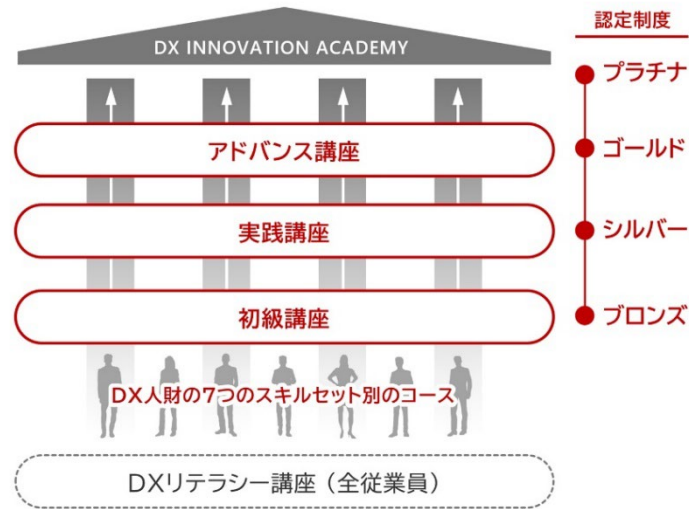 DX INNOVATION ACADEMY
認定制度
プラチナ
アドバンス講座
ゴールド
実践講座
シルバー
初級講座
ブロンズ
DX人財の7つのスキルセット別のコース
DXリテラシー講座（全従業員）